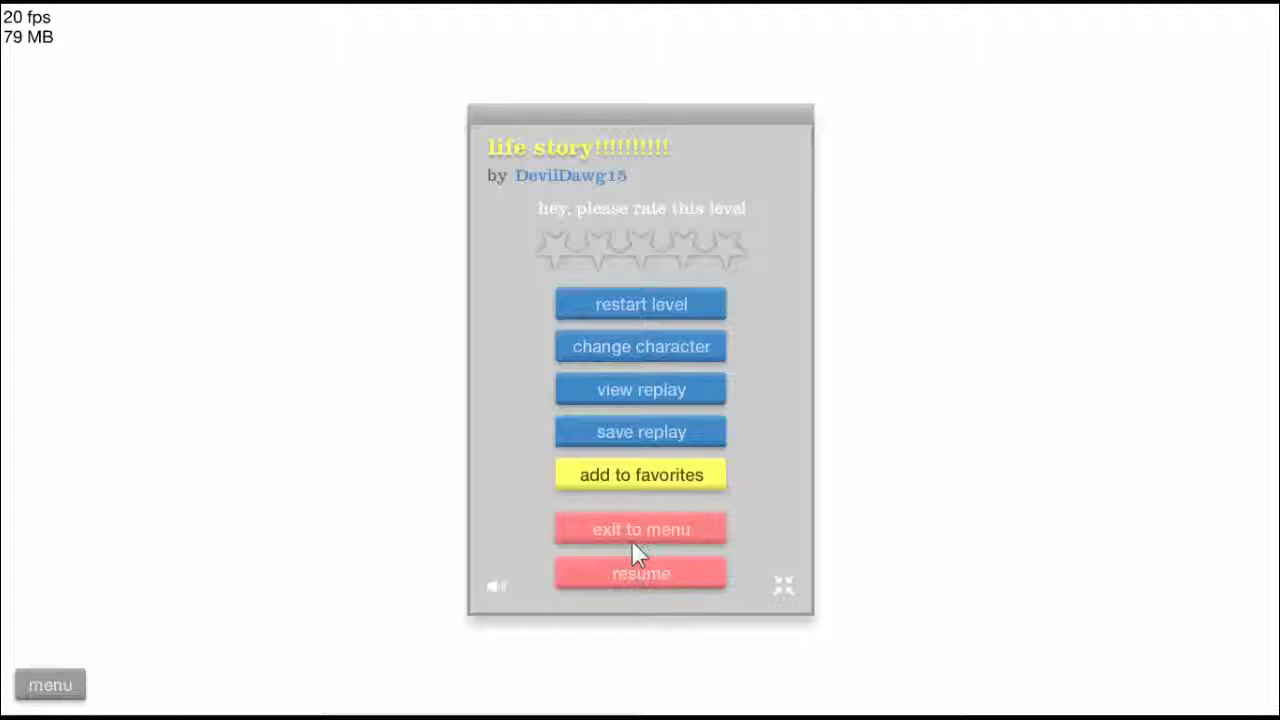 20 fps
79 MB
life story!!!!!!!!!!
by DevilDawg15
hey, please rate this level
restart level
change character
view replay
save replay
add to favorites
exit to menu
resume
menu